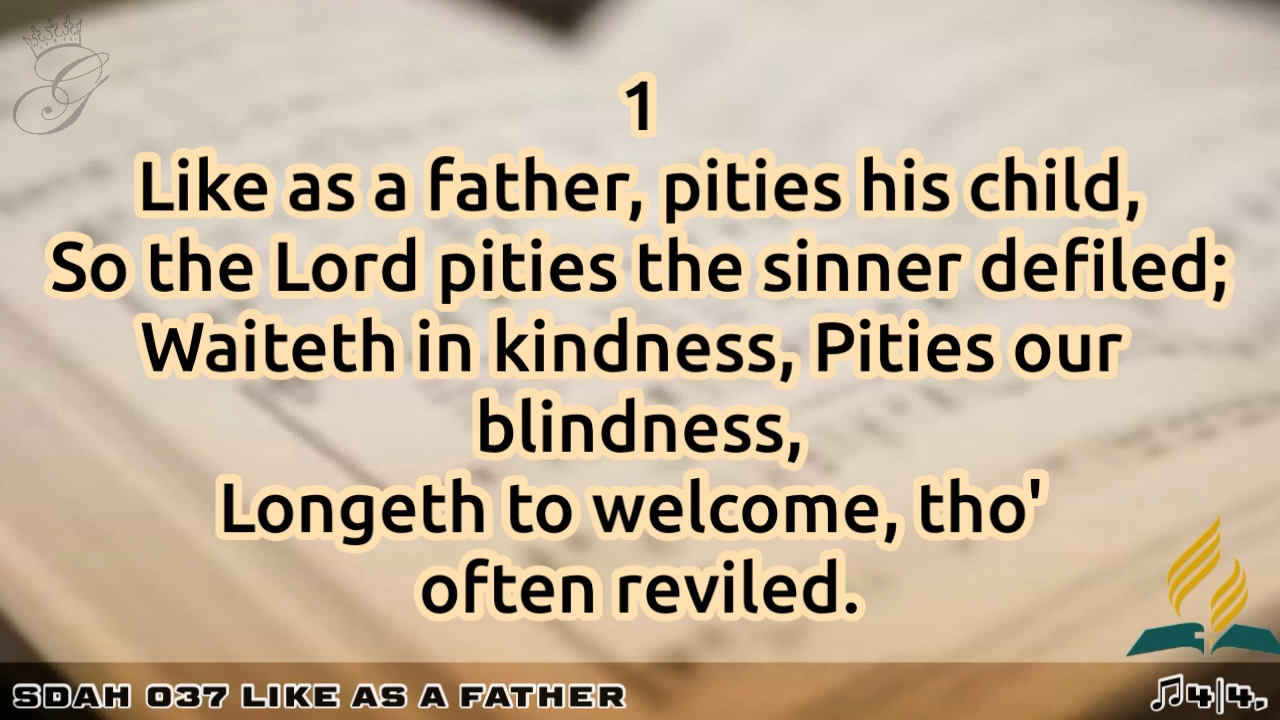 G
1
Like as a father, pities his child,
So the Lord pities the sinner defiled;
Waiteth in kindness, Pities our
blindness,
Longeth to welcome, tho'
often reviled.
SDAH 037 LIKE AS A FATHER
♫4|4.